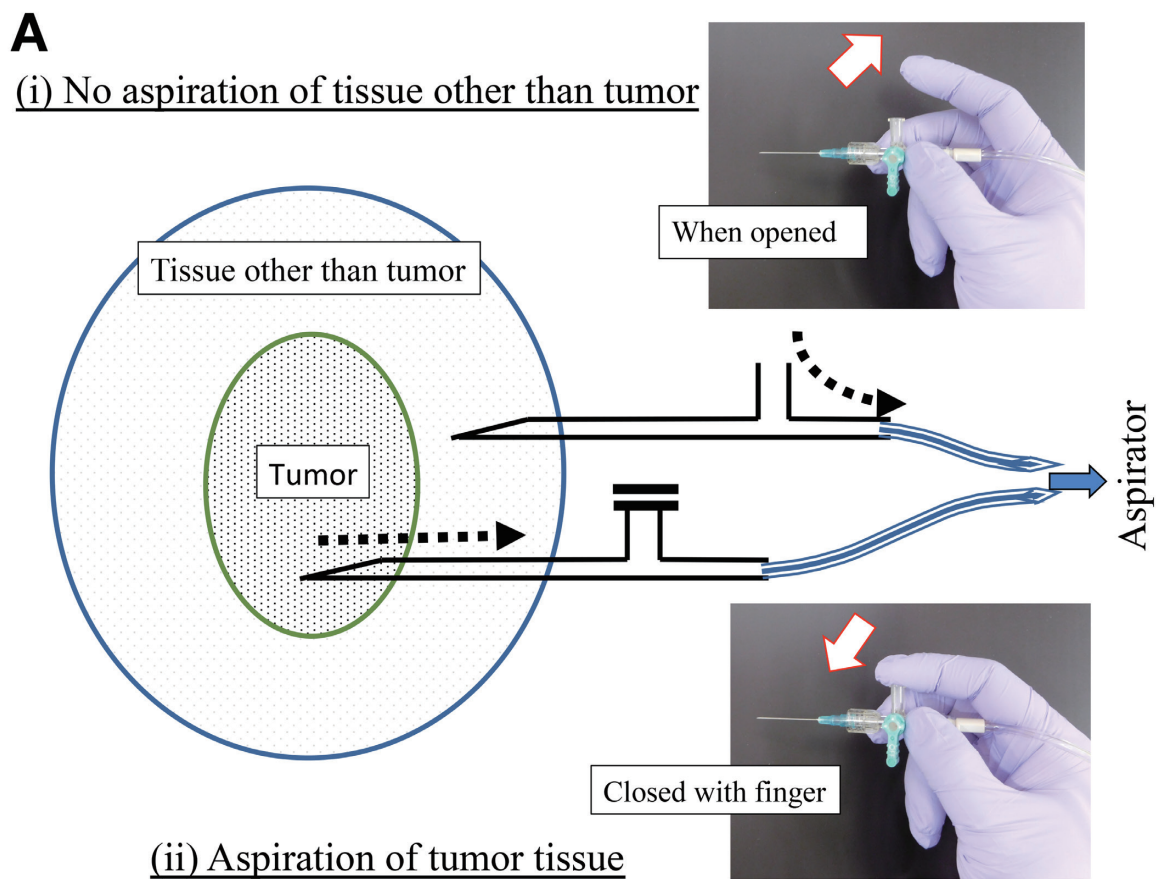 A
(i) No aspiration of tissue other than tumor
When opened
Tissue other than tumor
Tumor
Aspirator
Closed with finger
(ii) Aspiration of tumor tissue